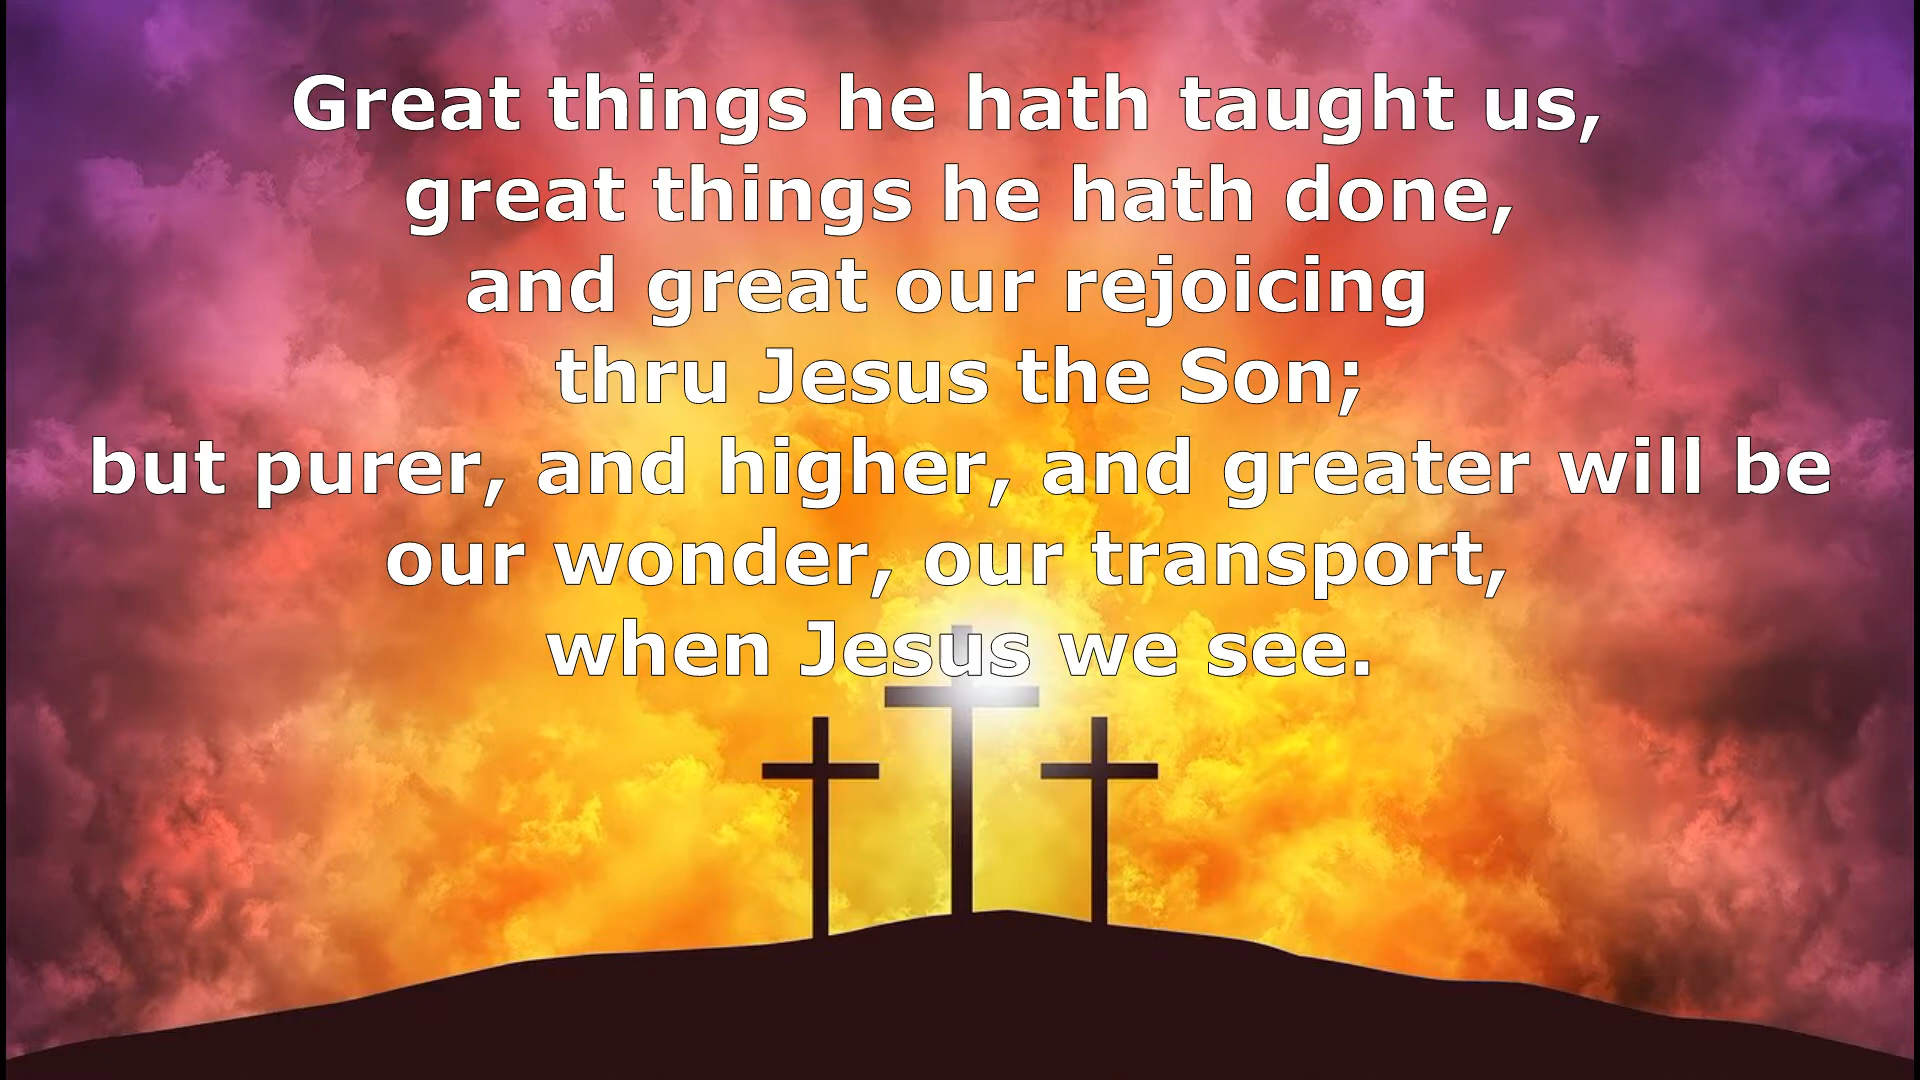 Great things he hath taught us,
great things he hath done,
and great our rejoicing
thru Jesus the Son;
but purer, and higher, and greater will be
our wonder, our transport,
when Jesus we see.